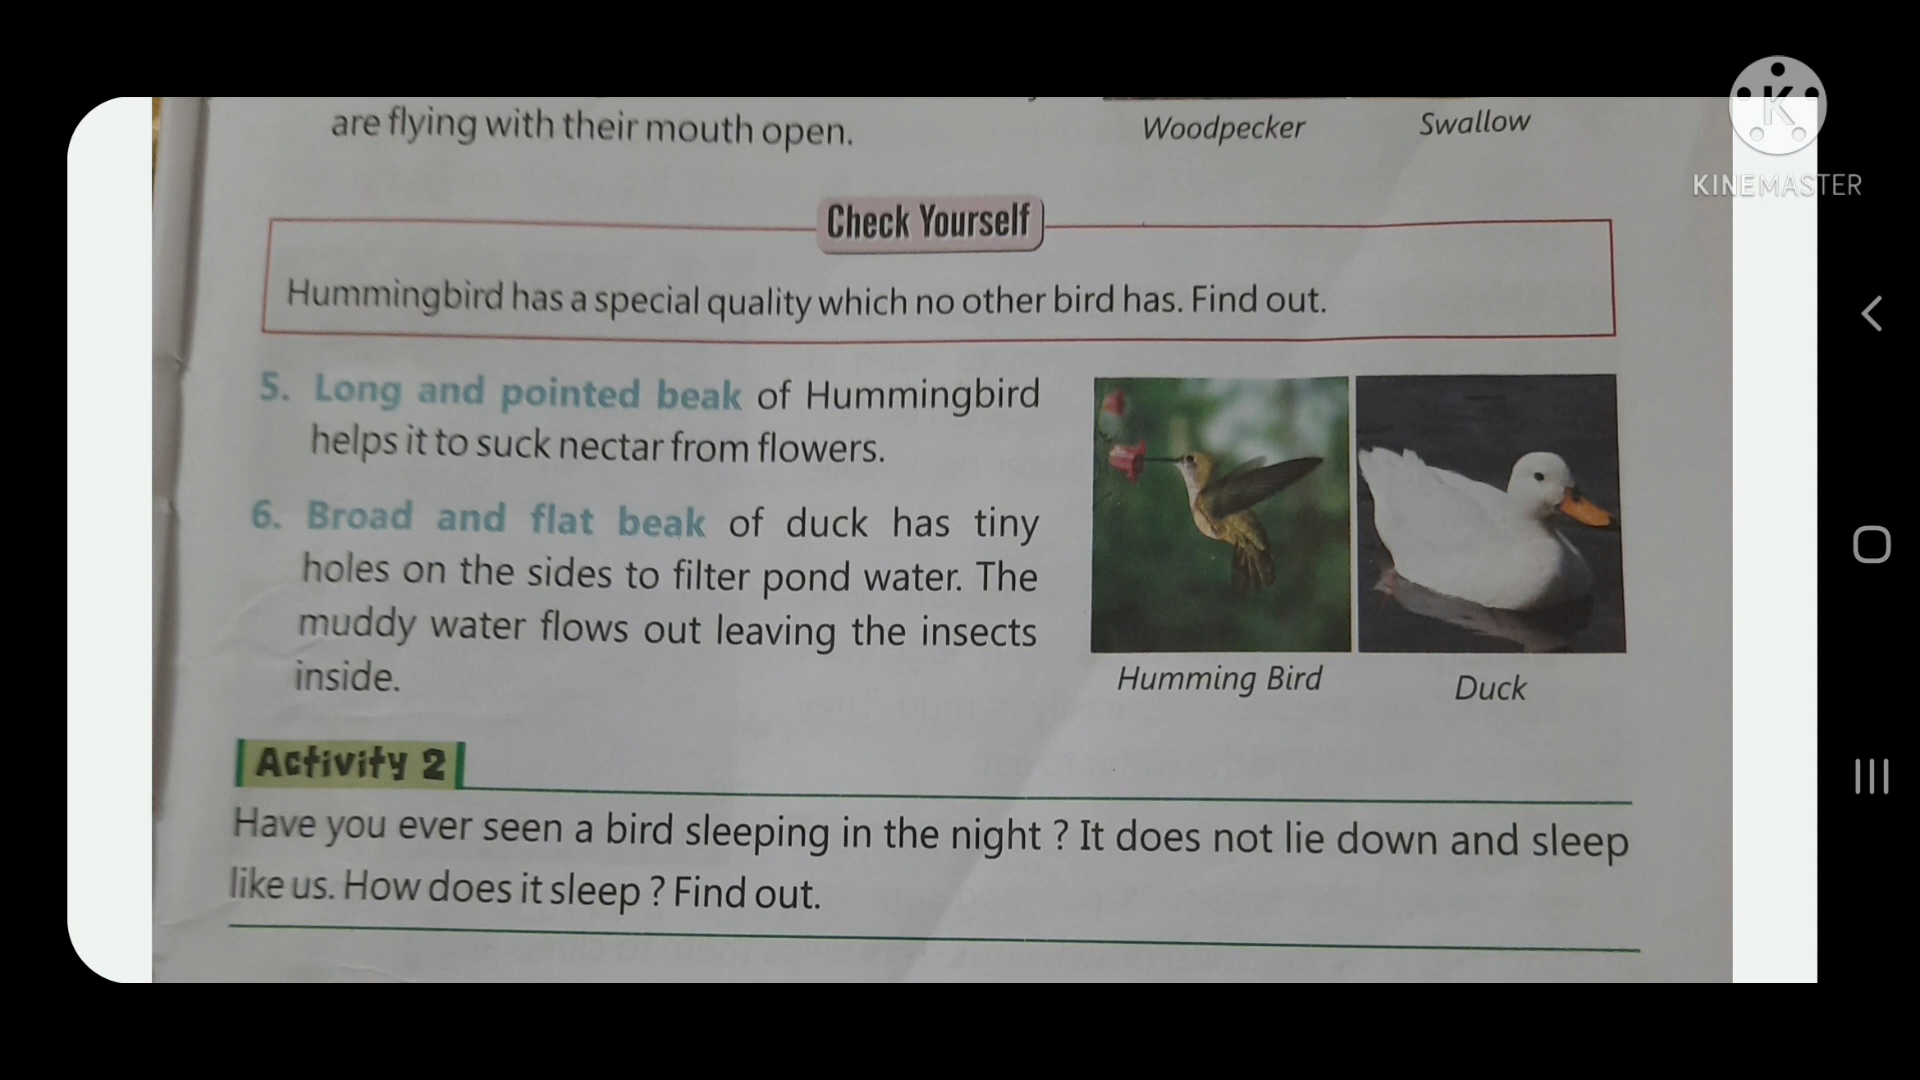 are flying with their mouth open.
Woodpecker
Swallow
K
KINEMASTER
Check Yourself
Hummingbird has a special quality which no other bird has. Find out.
5. Long and pointed beak of Hummingbird
helps it to suck nectar from flowers.
6. Broad and flat beak of duck has tiny
holes on the sides to filter pond water. The
muddy water flows out leaving the insects
inside.
Humming Bird
Duck
Activity 2
Have you ever seen a bird sleeping in the night ? It does not lie down and sleep
like us. How does it sleep ? Find out.